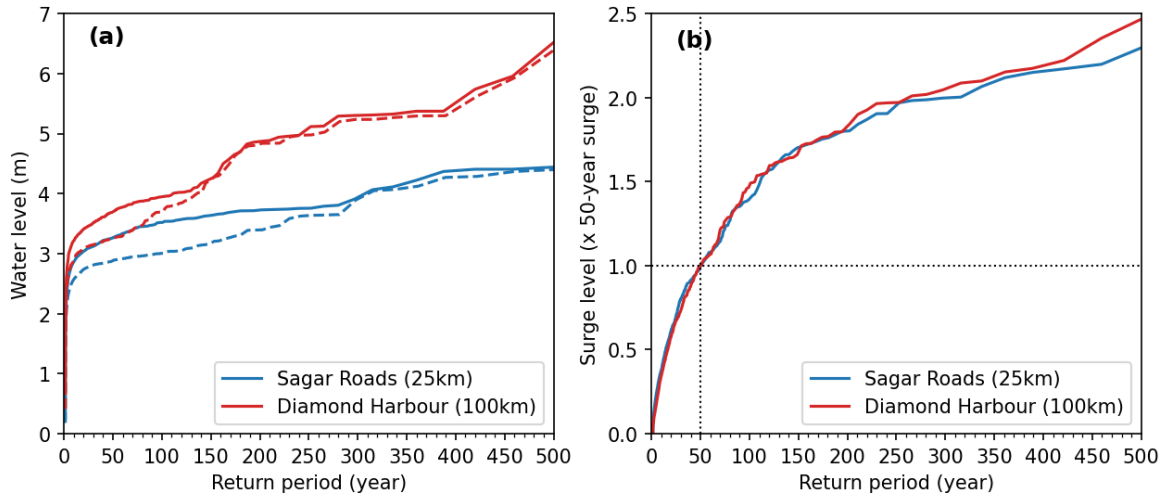 (a)
Water level (m)
7
6
5
4
3
2
1
0
0 50 100 150 200 250 300 350 400 450 500
Return period (year)
Sagar Roads (25km)
Diamond Harbour (100km)
(b)
Surge level (x 50-year surge)
2.5
2.0
1.5
1.0
0.5
0.0
0 50 100 150 200 250 300 350 400 450 500
Return period (year)
Sagar Roads (25km)
Diamond Harbour (100km)